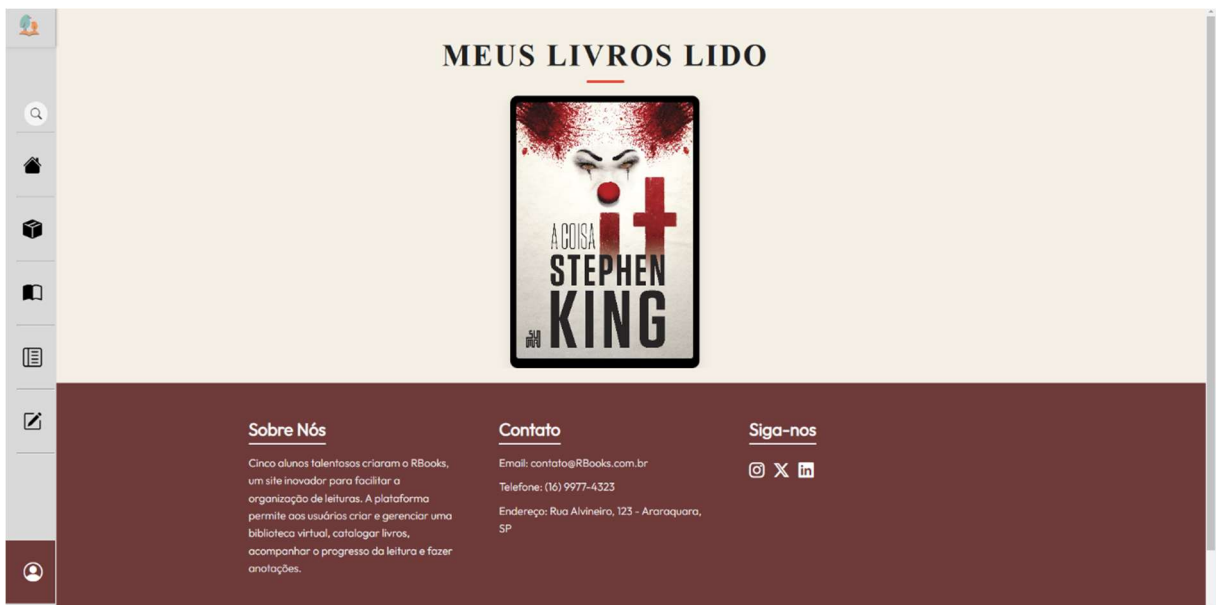 MEUS LIVROS LIDO
A COISA
it
STEPHEN
KING
Sobre Nós
Cinco alunos talentosos criaram o RBooks,
um site inovador para facilitar a
organização de leituras. A plataforma
permite aos usuários criar e gerenciar uma
biblioteca virtual, catalogar livros,
acompanhar o progresso da leitura e fazer
anotações.
Contato
Email: contato@RBooks.com.br
Telefone: (16) 9977-4323
Endereço: Rua Alvineiro, 123 - Araraquara,
SP
Siga-nos